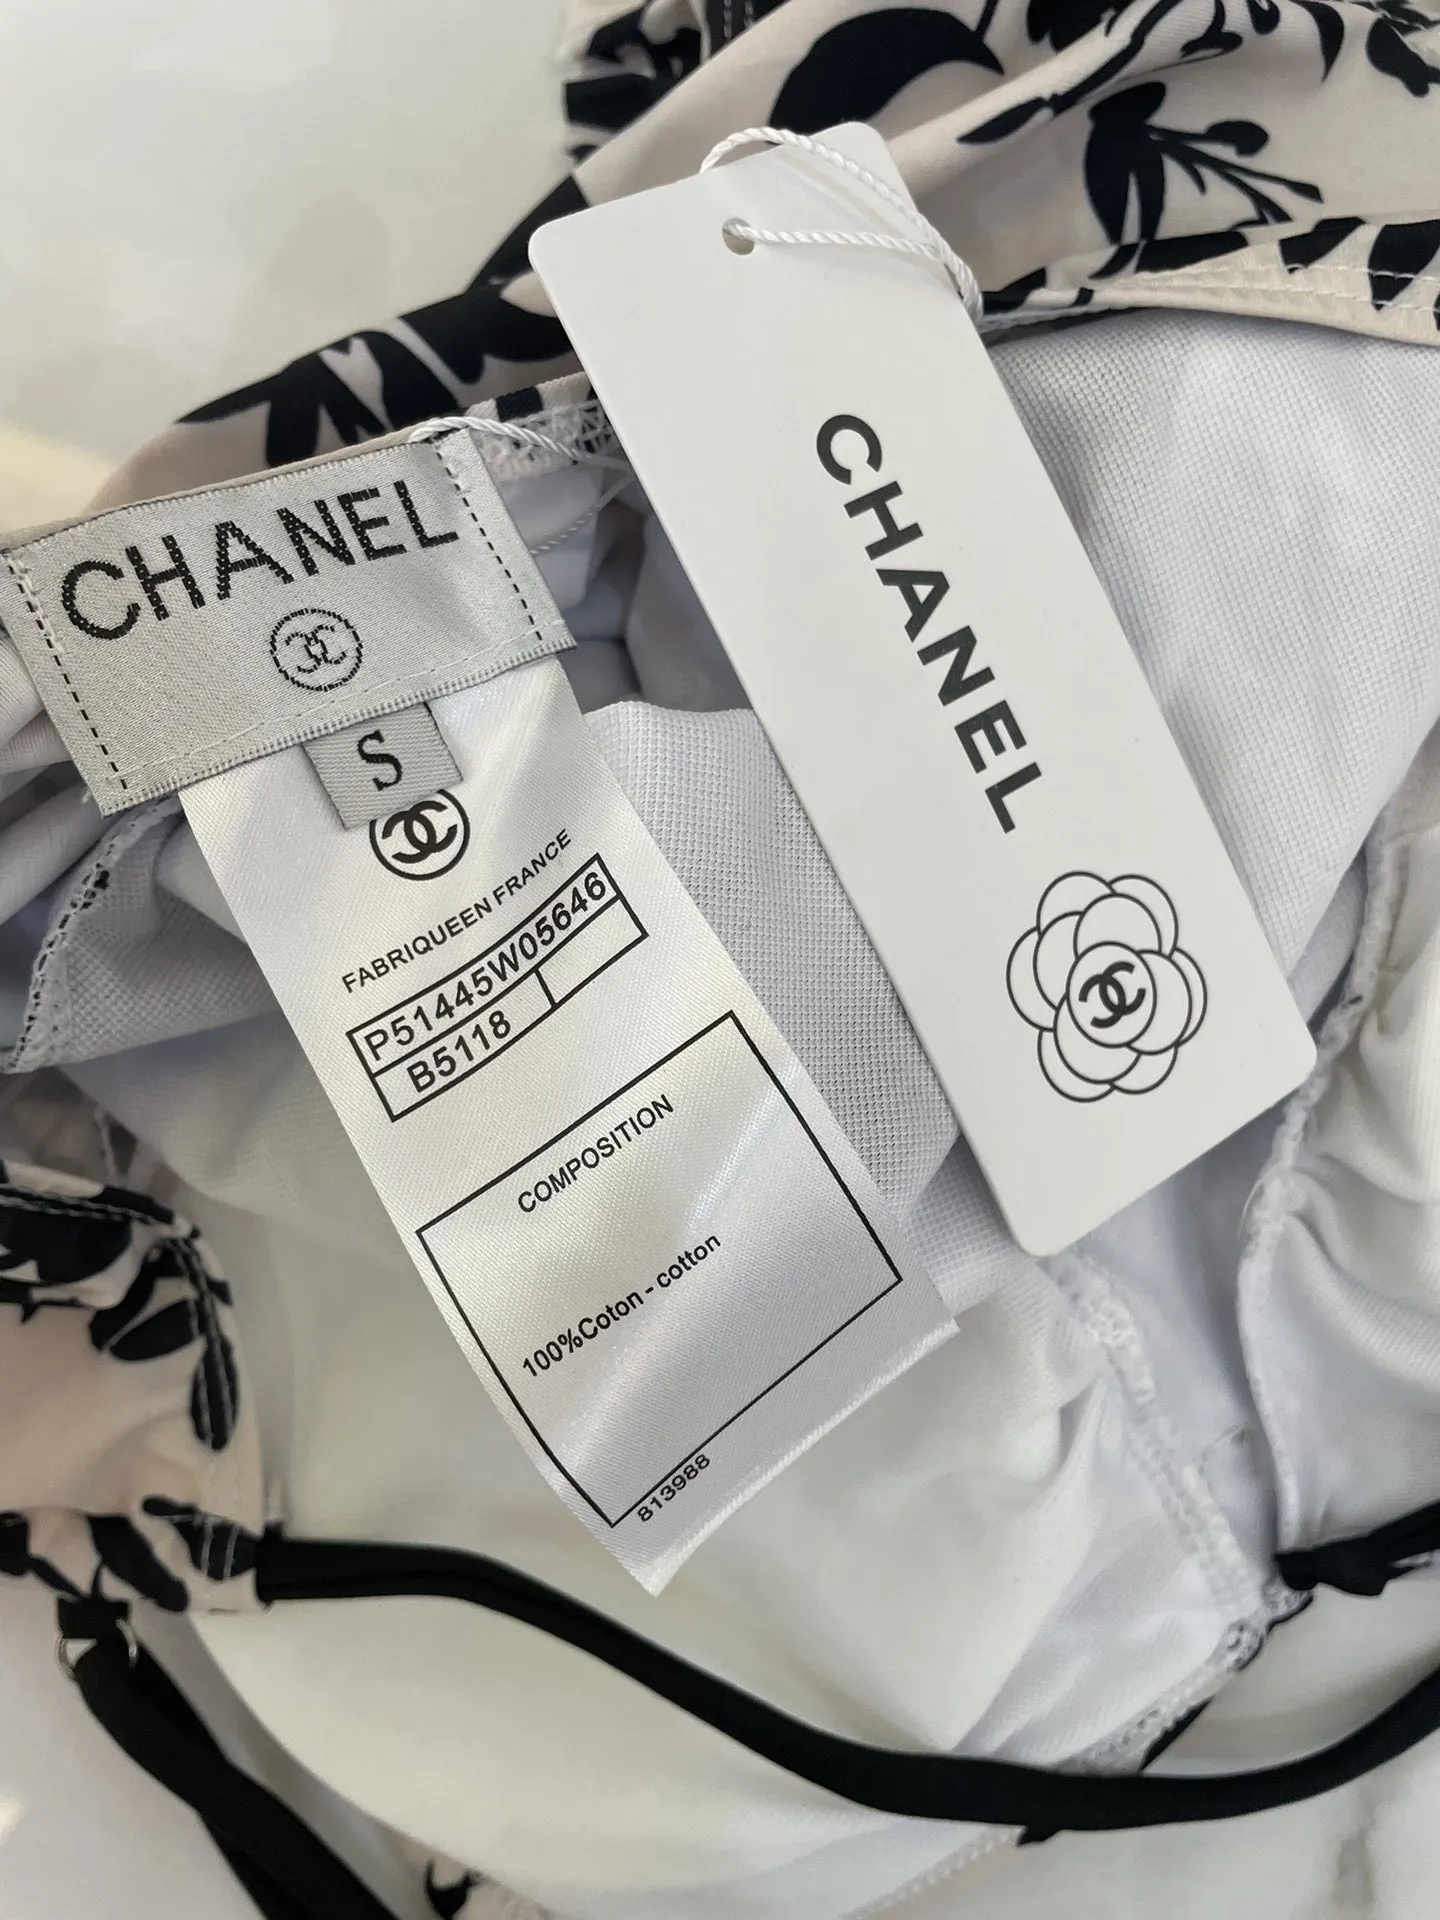 CHANEL
S
FABRIQUEEN FRANCE
P51445W05646
B5118
COMPOSITION
100%Coton - cotton
813988
CHANEL